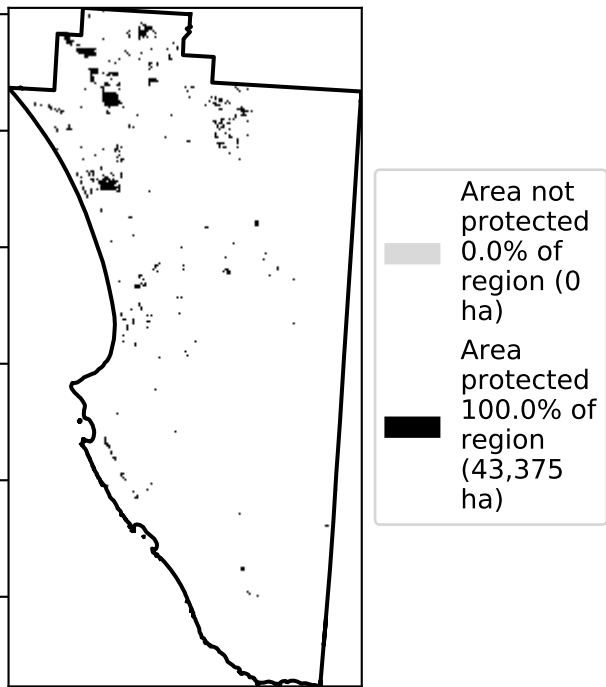 Area not
protected
0.0% of
region (0
ha)
Area
protected
100.0% of
region
(43,375
ha)